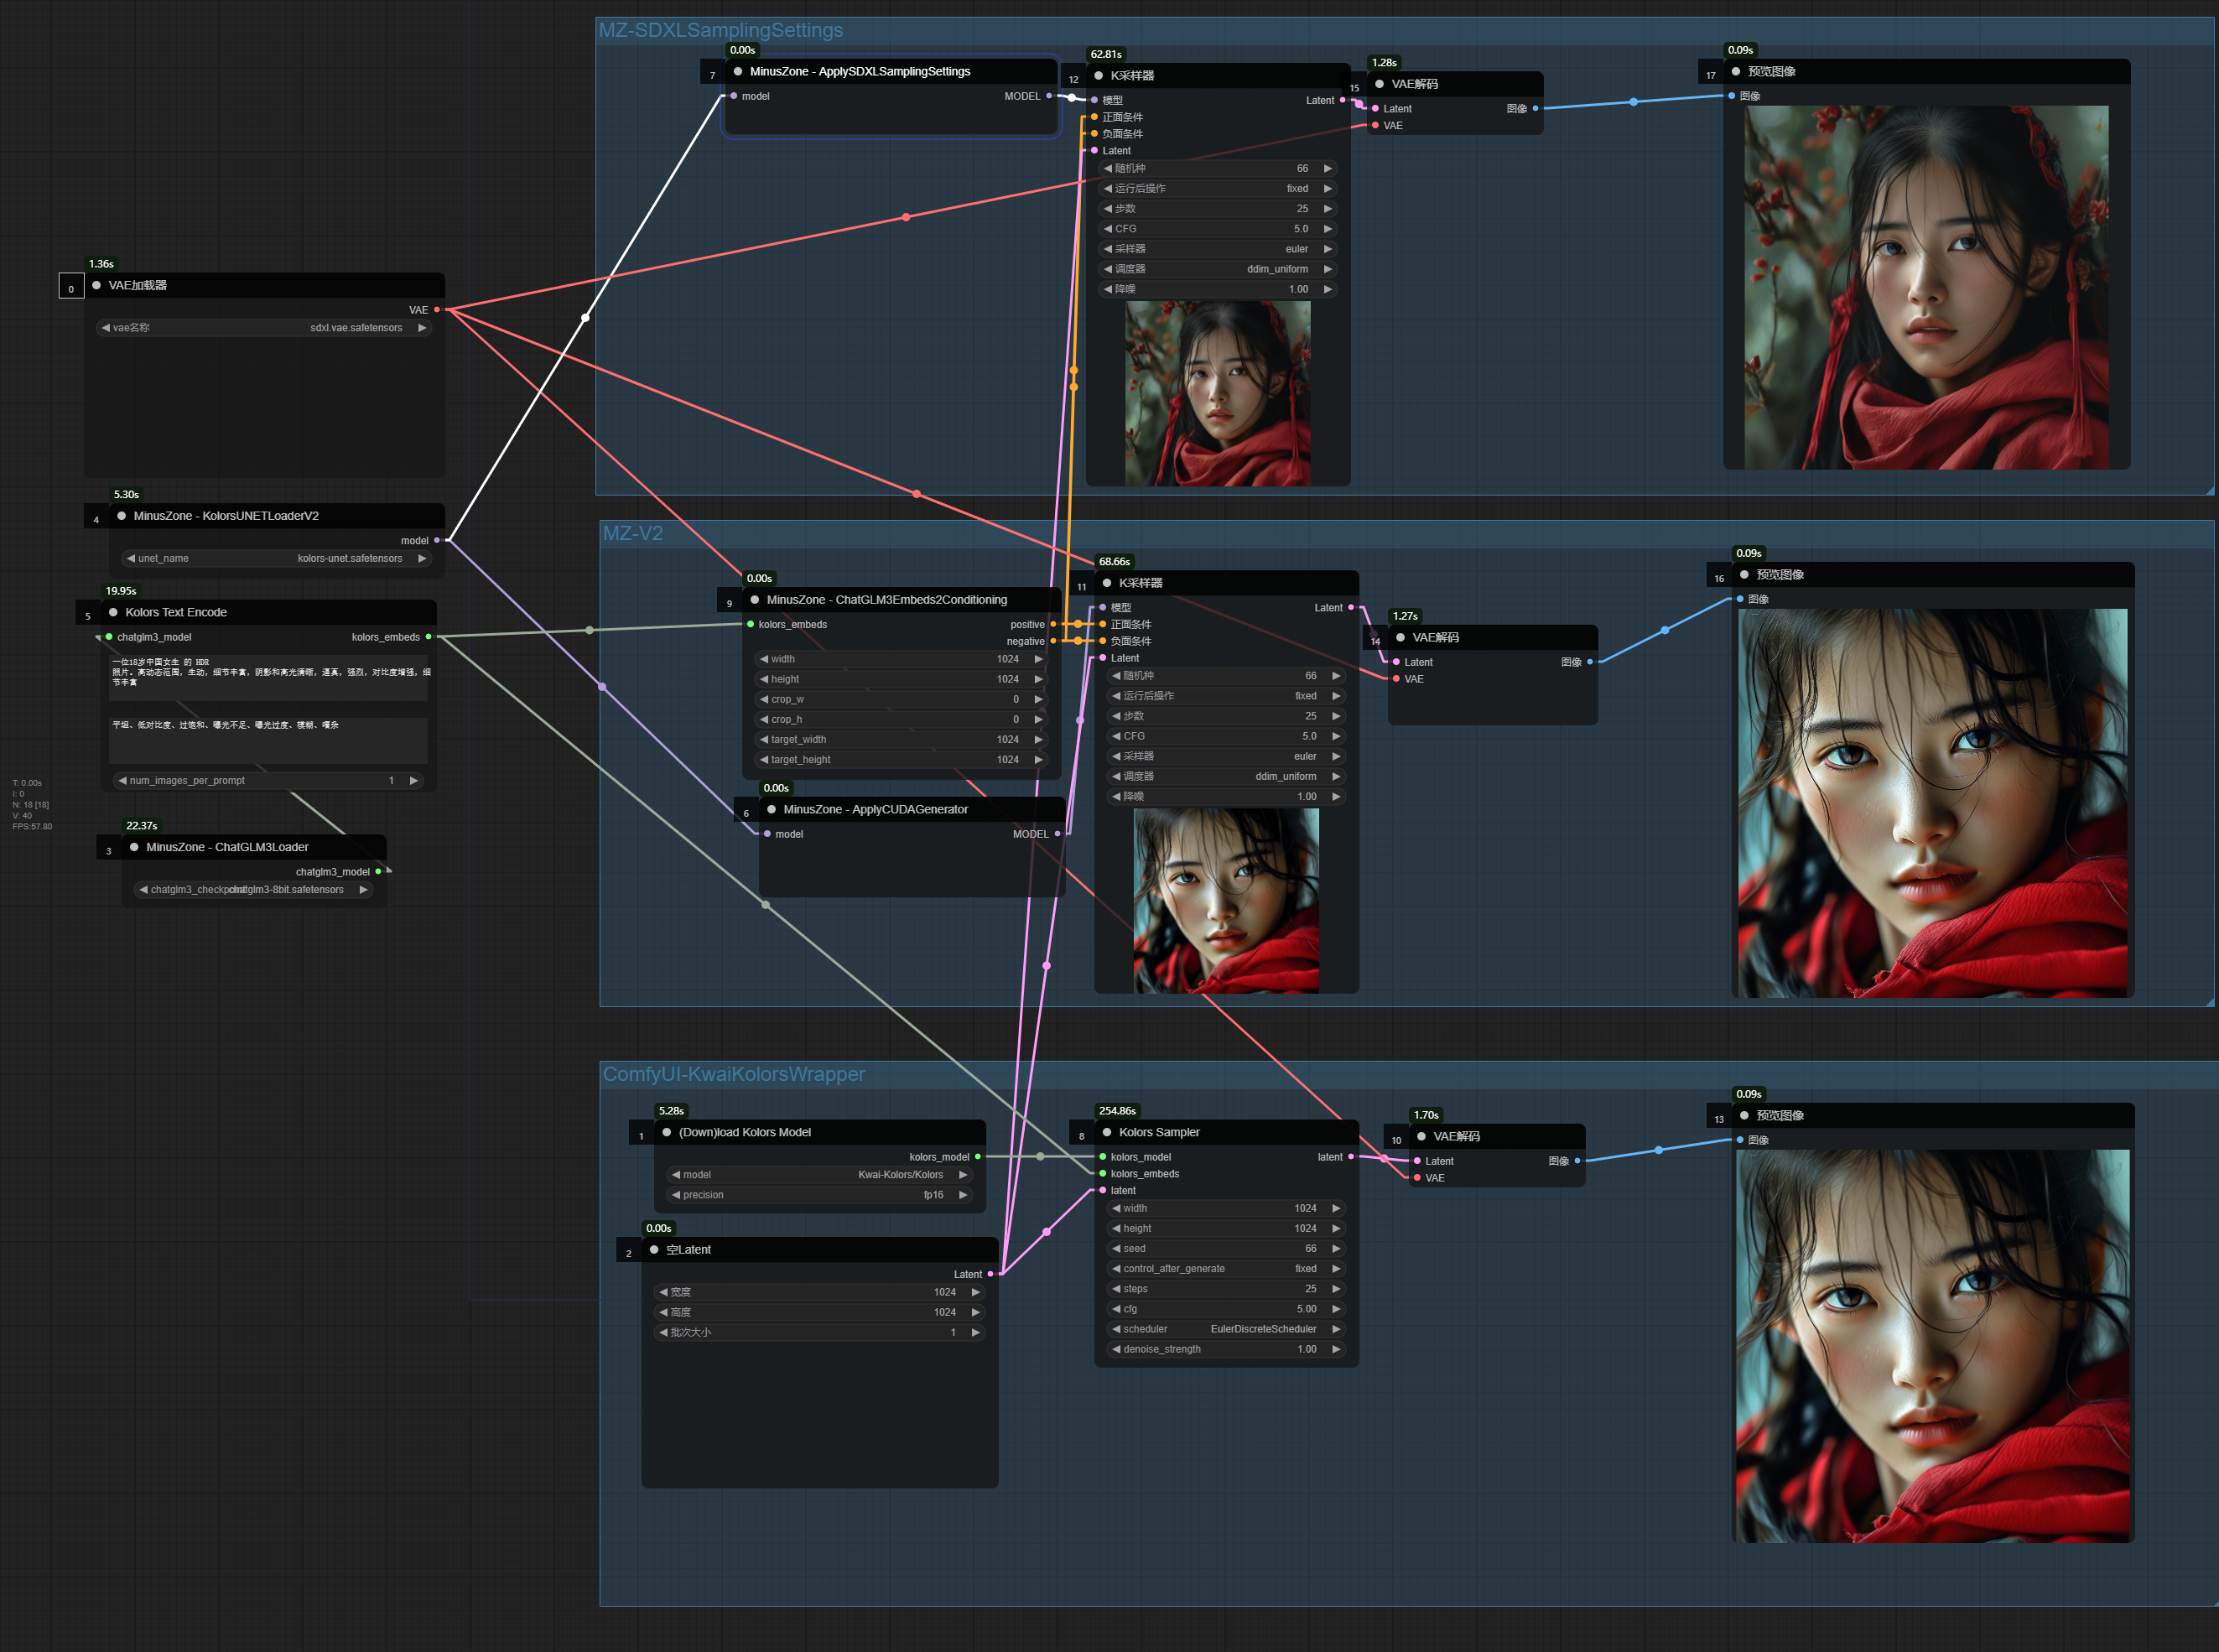 MZ-SDXLSamplingSettings
0.00s
7
MinusZone - ApplySDXLSamplingSettings
model
MODEL
62.81s
12
K采样器
模型
Latent
正面条件
负面条件
Latent
随机种 66
运行后操作 fixed
步数 25
CFG 5.0
采样器 euler
调度器 ddim_uniform
降噪 1.00
1.28s
15
VAE解码
Latent
图像
VAE
0.09s
17
预览图像
图像
1.36s
0
VAE加载器
VAE
vae名称 sdxl.vae.safetensors
5.30s
4
MinusZone - KolorsUNETLoaderV2
model
unet_name kolors-unet.safetensors
19.95s
5
Kolors Text Encode
chatglm3_model
kolors_embeds
一位18岁中国女生 的 HDR
照片。高动态范围，生动，细节丰富，阴影和高光清晰，逼真，强烈，对比度增强，细
节丰富
平坦、低对比度、过饱和、曝光不足、曝光过度、模糊、嘈杂
num_images_per_prompt 1
T: 0.00s
I: 0
N: 18 [18]
V: 40
FPS:57.80
22.37s
3
MinusZone - ChatGLM3Loader
chatglm3_model
chatglm3-8bit.safetensors
MZ-V2
0.00s
9
MinusZone - ChatGLM3Embeds2Conditioning
kolors_embeds
positive
negative
width 1024
height 1024
crop_w 0
crop_h 0
target_width 1024
target_height 1024
0.00s
6
MinusZone - ApplyCUDAGenerator
model
MODEL
68.66s
11
K采样器
模型
Latent
正面条件
负面条件
Latent
随机种 66
运行后操作 fixed
步数 25
CFG 5.0
采样器 euler
调度器 ddim_uniform
降噪 1.00
1.27s
14
VAE解码
Latent
图像
VAE
0.09s
16
预览图像
图像
ComfyUI-KwaiKolorsWrapper
5.28s
1
(Down)load Kolors Model
kolors_model
model Kwai-Kolors/Kolors
precision fp16
0.00s
2
空Latent
Latent
宽度 1024
高度 1024
批次大小 1
254.86s
8
Kolors Sampler
kolors_model
latent
kolors_embeds
latent
width 1024
height 1024
seed 66
control_after_generate fixed
steps 25
cfg 5.00
scheduler EulerDiscreteScheduler
denoise_strength 1.00
1.70s
10
VAE解码
Latent
图像
VAE
0.09s
13
预览图像
图像